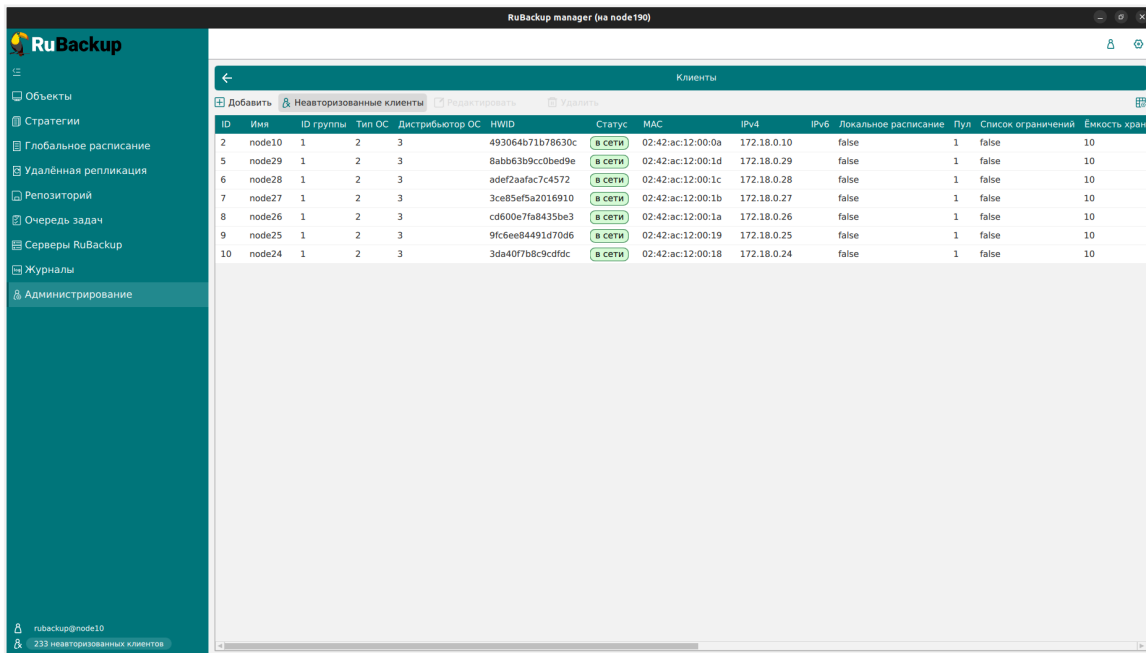 RuBackup manager (на node190)
RuBackup
Объекты
Стратегии
Глобальное расписание
Удалённая репликация
Репозиторий
Очередь задач
Серверы RuBackup
Журналы
Администрирование
rubackup@node10
233 неавторизованных клиентов
Клиенты
Добавить Неавторизованные клиенты Редактировать Удалить
ID Имя ID группы Тип ОС Дистрибьютор ОС HWID Статус MAC IPv4 IPv6 Локальное расписание Пул Список ограничений Ёмкость хран
2 node10 1 2 3 493064b71b78630c в сети 02:42:ac:12:00:0a 172.18.0.10 false 1 false 10
5 node29 1 2 3 8abb63b9cc0bed9e в сети 02:42:ac:12:00:1d 172.18.0.29 false 1 false 10
6 node28 1 2 3 adef2aafac7c4572 в сети 02:42:ac:12:00:1c 172.18.0.28 false 1 false 10
7 node27 1 2 3 3ce85ef5a2016910 в сети 02:42:ac:12:00:1b 172.18.0.27 false 1 false 10
8 node26 1 2 3 cd600e7fa8435be3 в сети 02:42:ac:12:00:1a 172.18.0.26 false 1 false 10
9 node25 1 2 3 9fc6ee84491d70d6 в сети 02:42:ac:12:00:19 172.18.0.25 false 1 false 10
10 node24 1 2 3 3da40f7b8c9cdfdc в сети 02:42:ac:12:00:18 172.18.0.24 false 1 false 10